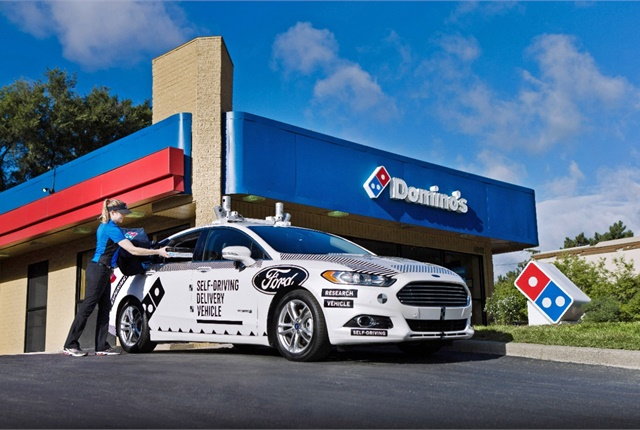 Domino's
SELF-DRIVING
DELIVERY
VEHICLE
Ford
RESEARCH
VEHICLE
SELF-DRIVING